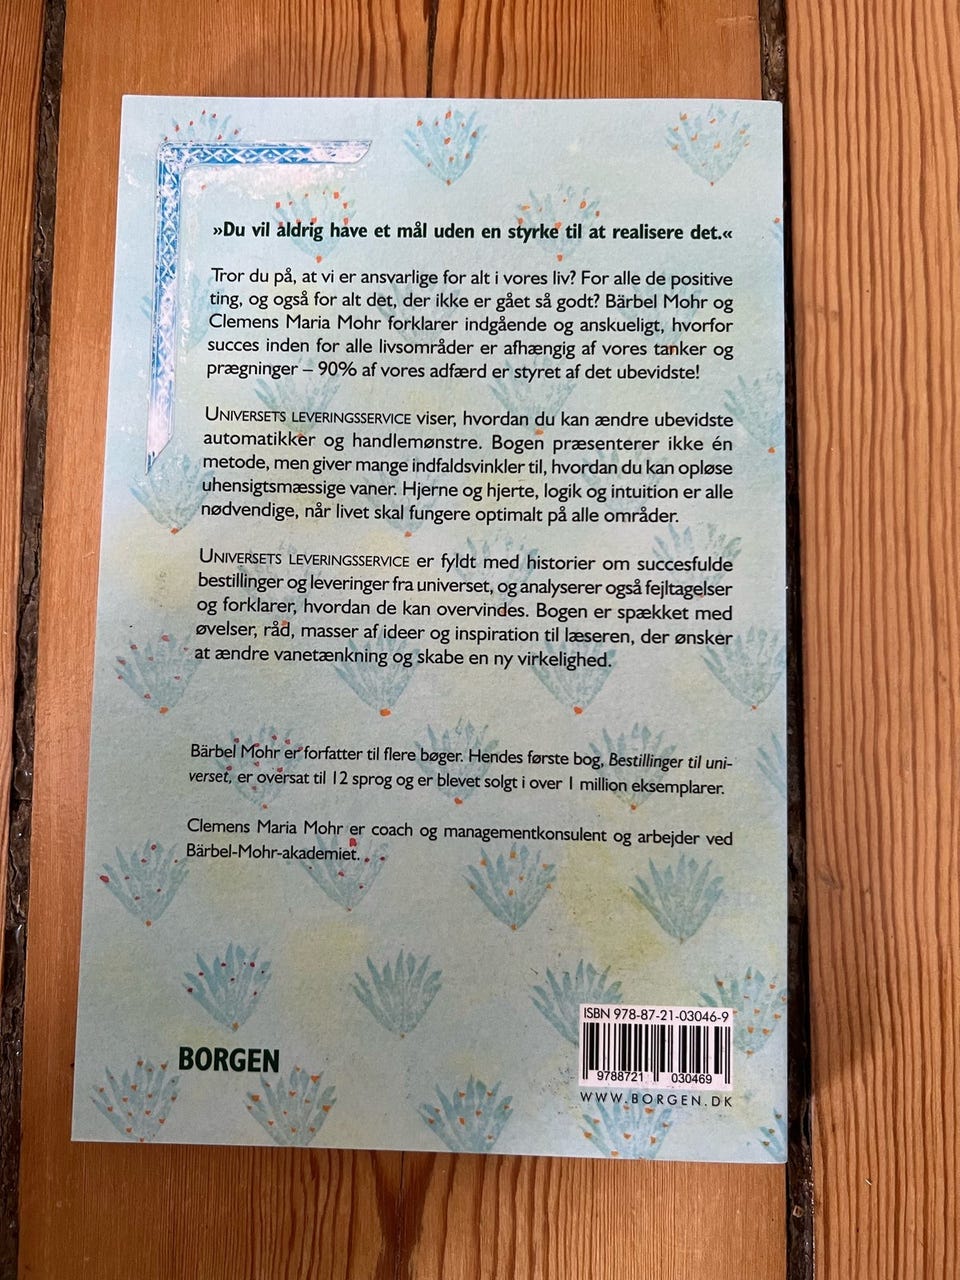 »Du vil aldrig have et mål uden en styrke til at realisere det.«
Tror du på, at vi er ansvarlige for alt i vores liv? For alle de positive
ting, og også for alt det, der ikke er gået så godt? Bärbel Mohr og
Clemens Maria Mohr forklarer indgående og anskueligt, hvorfor
succes inden for alle livsområder er afhængig af vores tanker og
prægninger – 90% af vores adfærd er styret af det ubevidste!
UNIVERSETS LEVERINGSSERVICE viser, hvordan du kan ændre ubevidste
automatikker og handlemønstre. Bogen præsenterer ikke én
metode, men giver mange indfaldsvinkler til, hvordan du kan opløse
uhensigtsmæssige vaner. Hjerne og hjerte, logik og intuition er alle
nødvendige, når livet skal fungere optimalt på alle områder.
UNIVERSETS LEVERINGSSERVICE er fyldt med historier om succesfulde
bestillinger og leveringer fra universet, og analyserer også fejltagelser
og forklarer, hvordan de kan overvindes. Bogen er spækket med
øvelser, råd, masser af ideer og inspiration til læseren, der ønsker
at ændre vanetænkning og skabe en ny virkelighed.
Bärbel Mohr er forfatter til flere bøger. Hendes første bog, Bestillinger til uni-
verset, er oversat til 12 sprog og er blevet solgt i over 1 million eksemplarer.
Clemens Maria Mohr er coach og managementkonsulent og arbejder ved
Bärbel-Mohr-akademiet.
BORGEN
ISBN 978-87-21-03046-9
9788721 030469
WWW.BORGEN.DK